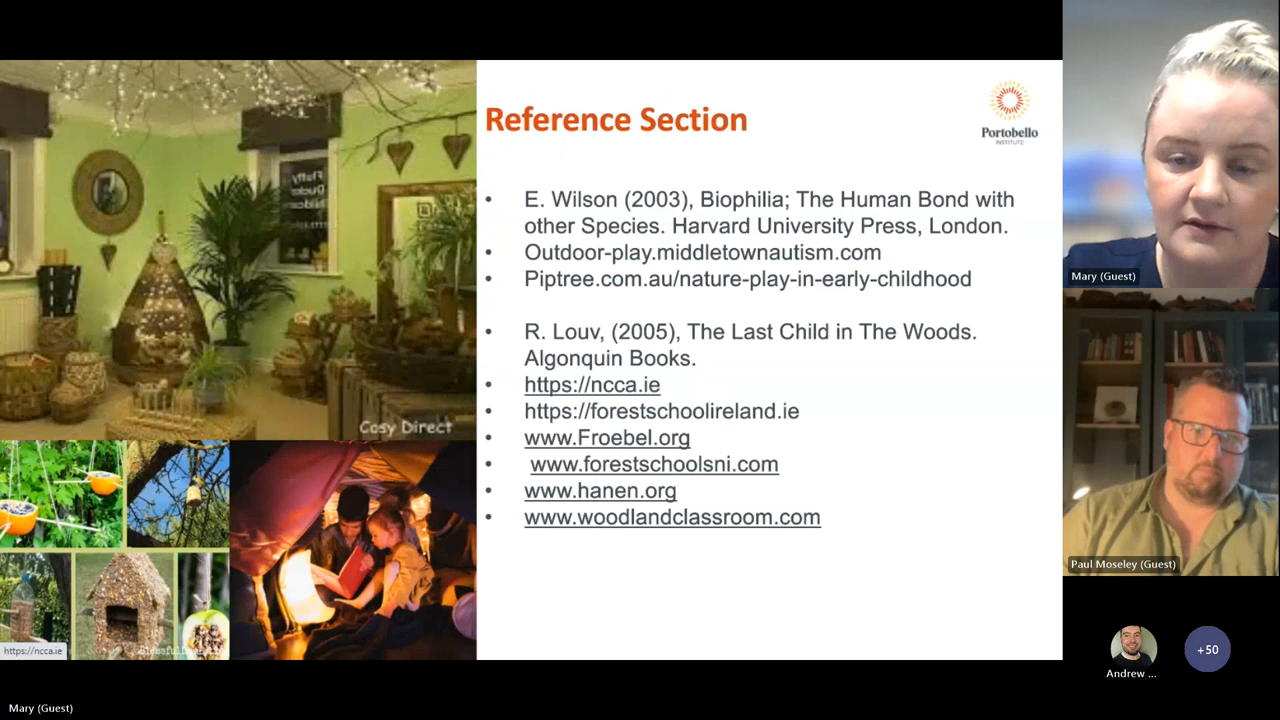 Reference Section
Portobello
INSTITUTE
• E. Wilson (2003), Biophilia; The Human Bond with
other Species. Harvard University Press, London.
• Outdoor-play.middletownautism.com
• Piptree.com.au/nature-play-in-early-childhood
• R. Louv, (2005), The Last Child in The Woods.
Algonquin Books.
• https://ncca.ie
• https://forestschoolireland.ie
• www.Froebel.org
• www.forestschoolsni.com
• www.hanen.org
• www.woodlandclassroom.com
Cosy Direct
https://ncca.ie
Mary (Guest)
Paul Moseley (Guest)
Andrew ...
+50
Mary (Guest)